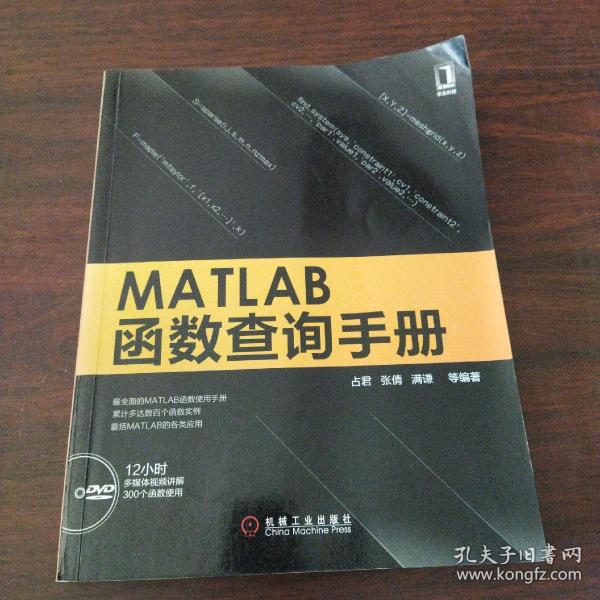 华章科技
[X,Y,Z]=meshgrid(x,y,z)
S=sparse(i,j,s,m,n,nzmax)
F=maple('mtaylor',f,'[x1,x2,…]',k)
MATLAB
函数查询手册
占君 张倩 满谦 等编著
最全面的MATLAB函数使用手册
累计多达数百个函数实例
囊括MATLAB的各类应用
DVD
12小时
多媒体视频讲解
300个函数使用
机械工业出版社
China Machine Press
孔夫子旧书网
www.kongfz.com